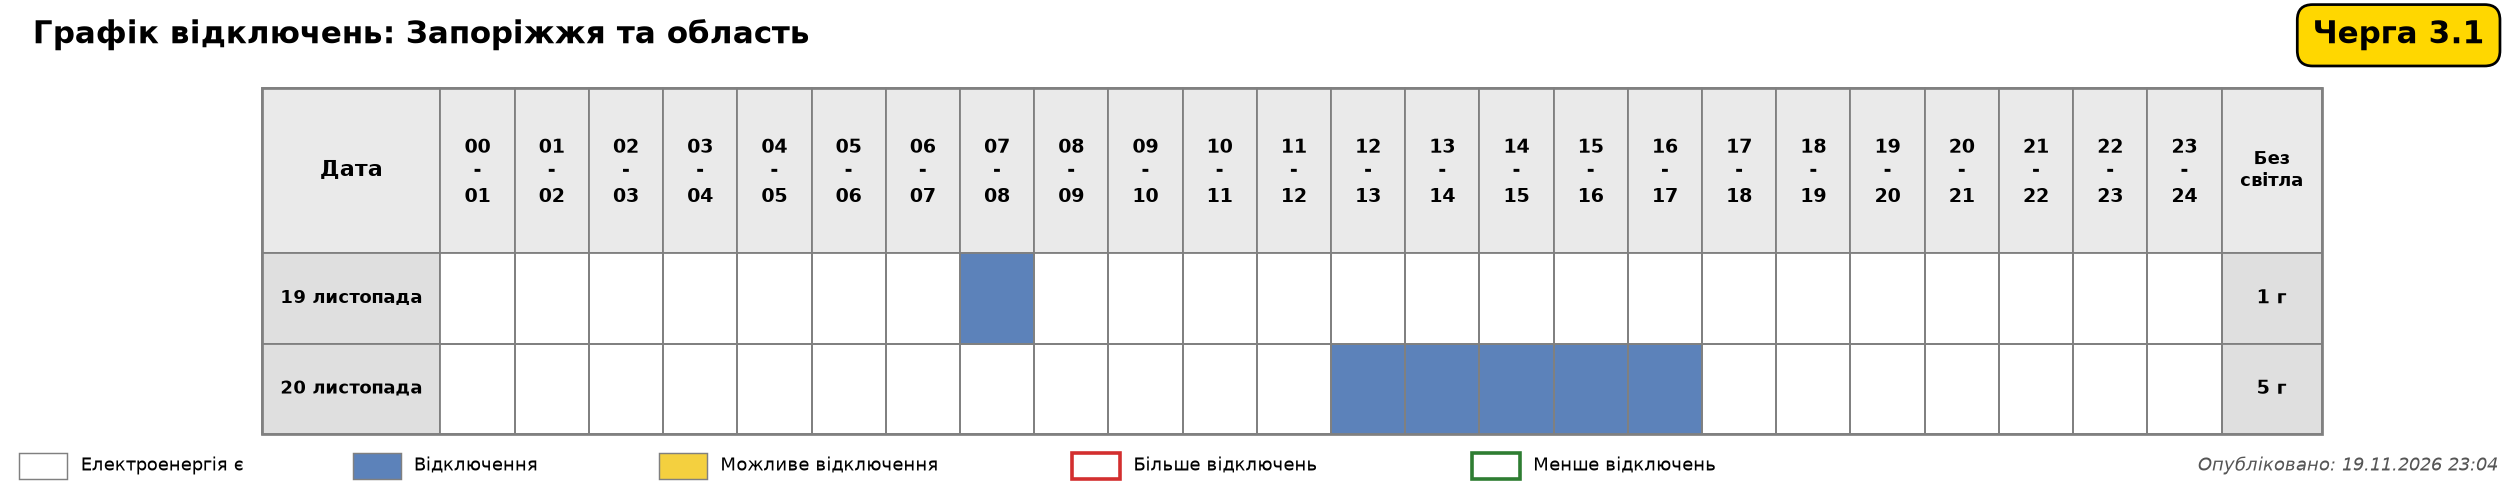 Графік відключень: Запоріжжя та область
Черга 3.1
Дата
00 - 01
01 - 02
02 - 03
03 - 04
04 - 05
05 - 06
06 - 07
07 - 08
08 - 09
09 - 10
10 - 11
11 - 12
12 - 13
13 - 14
14 - 15
15 - 16
16 - 17
17 - 18
18 - 19
19 - 20
20 - 21
21 - 22
22 - 23
23 - 24
Без
світла
19 листопада
1 г
20 листопада
5 г
Електроенергія є
Відключення
Можливе відключення
Більше відключень
Менше відключень
Опубліковано: 19.11.2026 23:04